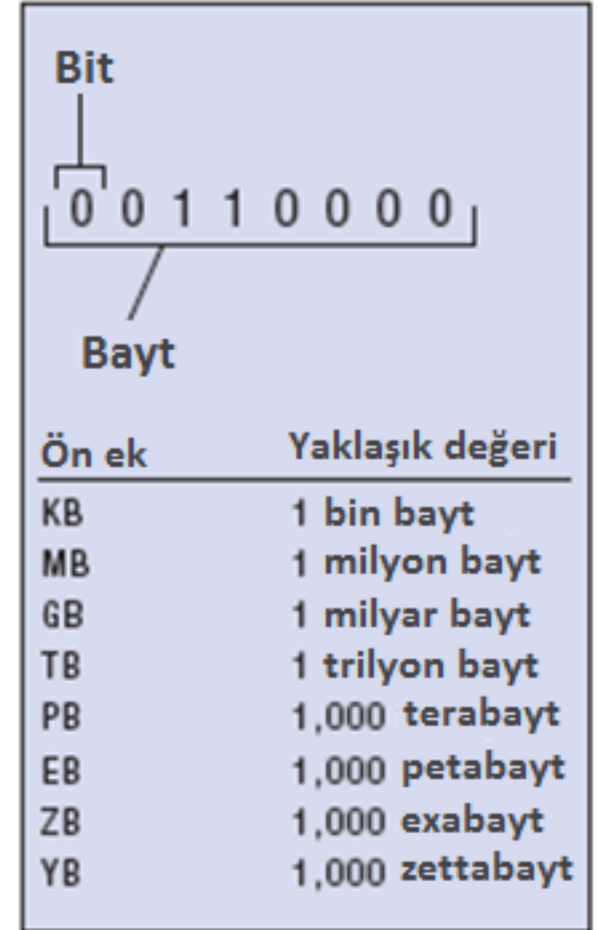 Bit
0 0 1 1 0 0 0 0
Bayt
Ön ek Yaklaşık değeri
KB 1 bin bayt
MB 1 milyon bayt
GB 1 milyar bayt
TB 1 trilyon bayt
PB 1,000 terabayt
EB 1,000 petabayt
ZB 1,000 exabayt
YB 1,000 zettabayt